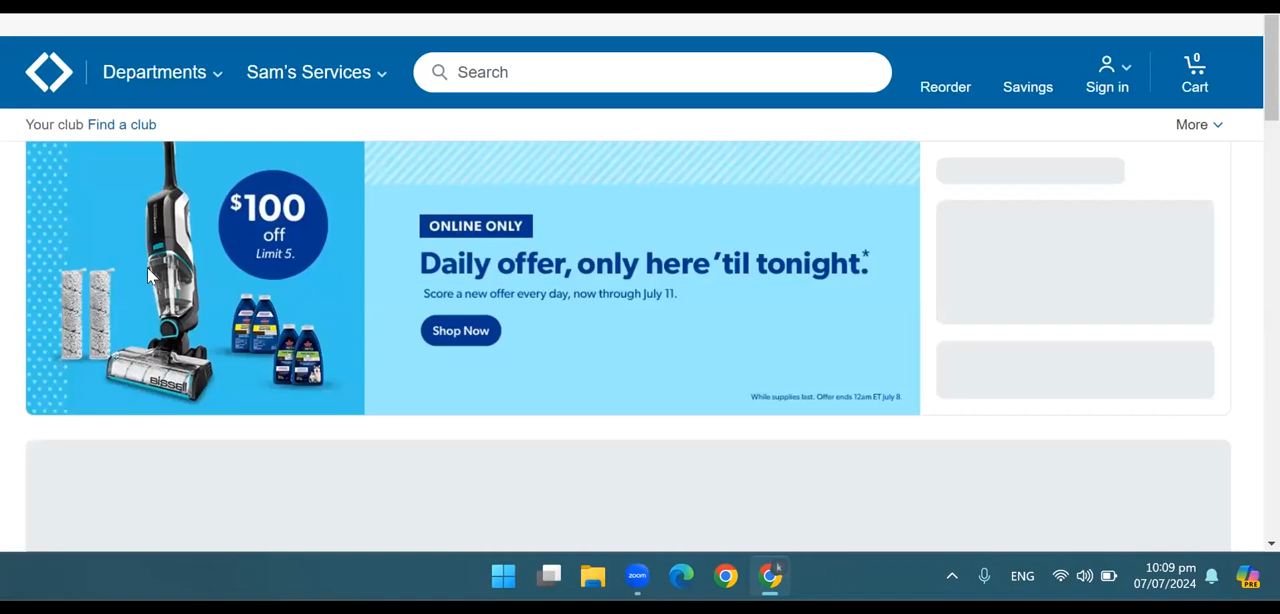 Departments
Sam's Services
Search
Reorder
Savings
Sign in
0
Cart
Your club Find a club
More
$100
off
Limit 5.
BISSELL
ONLINE ONLY
Daily offer, only here 'til tonight.*
Score a new offer every day, now through July 11.
Shop Now
While supplies last. Offer ends 12am ET July 8.
zoom
k
ENG
10:09 pm
07/07/2024
PRE